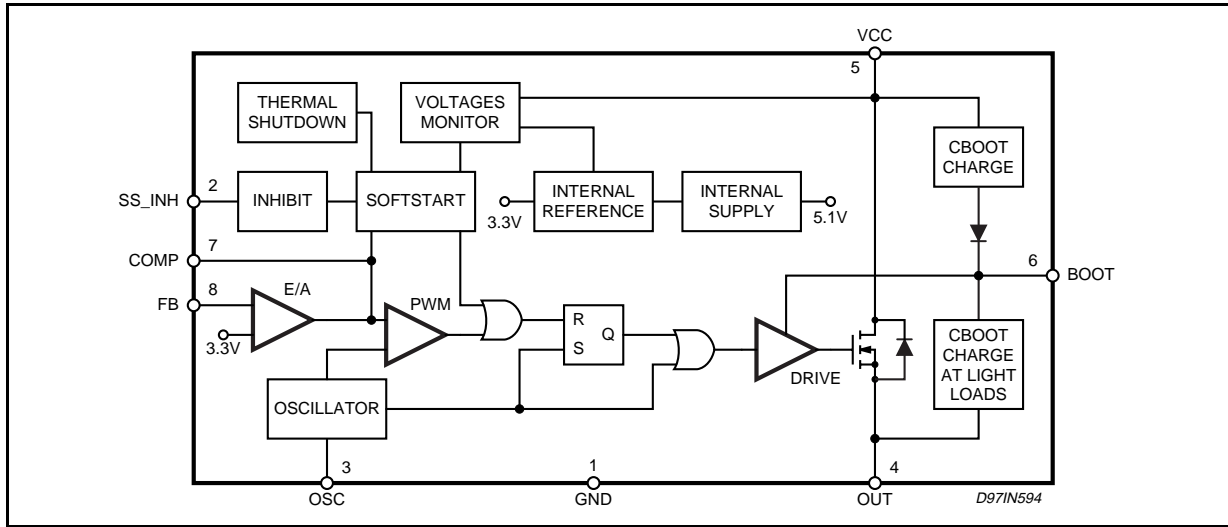 VCC
5
THERMAL
SHUTDOWN
VOLTAGES
MONITOR
CBOOT
CHARGE
SS_INH
2
INHIBIT
SOFTSTART
3.3V
INTERNAL
REFERENCE
INTERNAL
SUPPLY
5.1V
COMP
7
6
BOOT
FB
8
E/A
3.3V
PWM
R
S
Q
DRIVE
CBOOT
CHARGE
AT LIGHT
LOADS
OSCILLATOR
3
OSC
1
GND
4
OUT
D97IN594